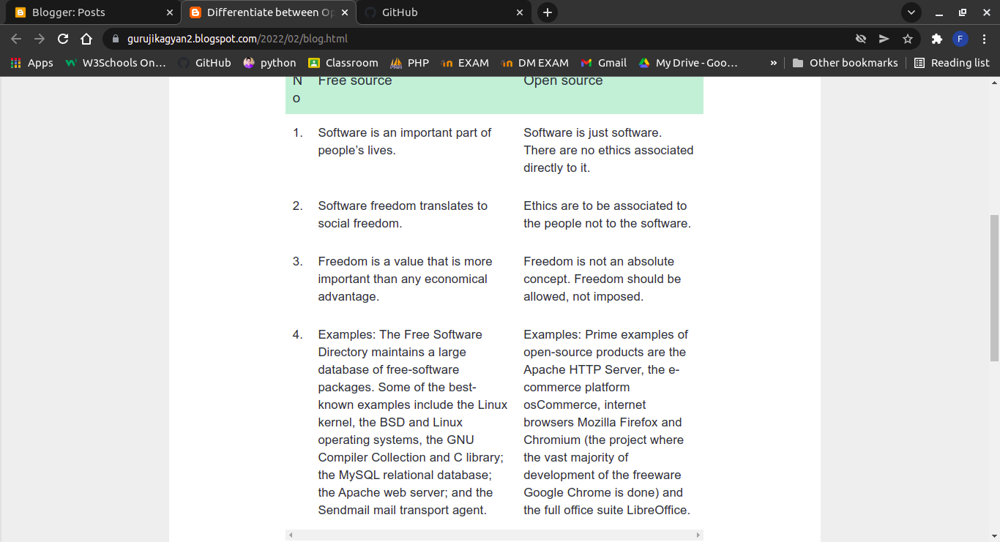 Blogger: Posts
Differentiate between Op
GitHub
gurujikagyan2.blogspot.com/2022/02/blog.html
F
Apps
W3Schools On…
GitHub
python
Classroom
PHP
EXAM
DM EXAM
Gmail
My Drive - Goo…
»
Other bookmarks
Reading list
N Free source Open source
o
1. Software is an important part of
people’s lives.
Software is just software.
There are no ethics associated
directly to it.
2. Software freedom translates to
social freedom.
Ethics are to be associated to
the people not to the software.
3. Freedom is a value that is more
important than any economical
advantage.
Freedom is not an absolute
concept. Freedom should be
allowed, not imposed.
4. Examples: The Free Software
Directory maintains a large
database of free-software
packages. Some of the best-
known examples include the Linux
kernel, the BSD and Linux
operating systems, the GNU
Compiler Collection and C library;
the MySQL relational database;
the Apache web server; and the
Sendmail mail transport agent.
Examples: Prime examples of
open-source products are the
Apache HTTP Server, the e-
commerce platform
osCommerce, internet
browsers Mozilla Firefox and
Chromium (the project where
the vast majority of
development of the freeware
Google Chrome is done) and
the full office suite LibreOffice.